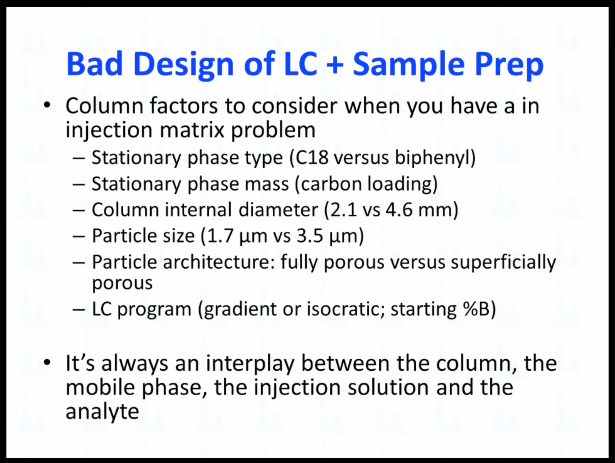 Bad Design of LC + Sample Prep
• Column factors to consider when you have a in
injection matrix problem
– Stationary phase type (C18 versus biphenyl)
– Stationary phase mass (carbon loading)
– Column internal diameter (2.1 vs 4.6 mm)
– Particle size (1.7 µm vs 3.5 µm)
– Particle architecture: fully porous versus superficially
porous
– LC program (gradient or isocratic; starting %B)
• It's always an interplay between the column, the
mobile phase, the injection solution and the
analyte